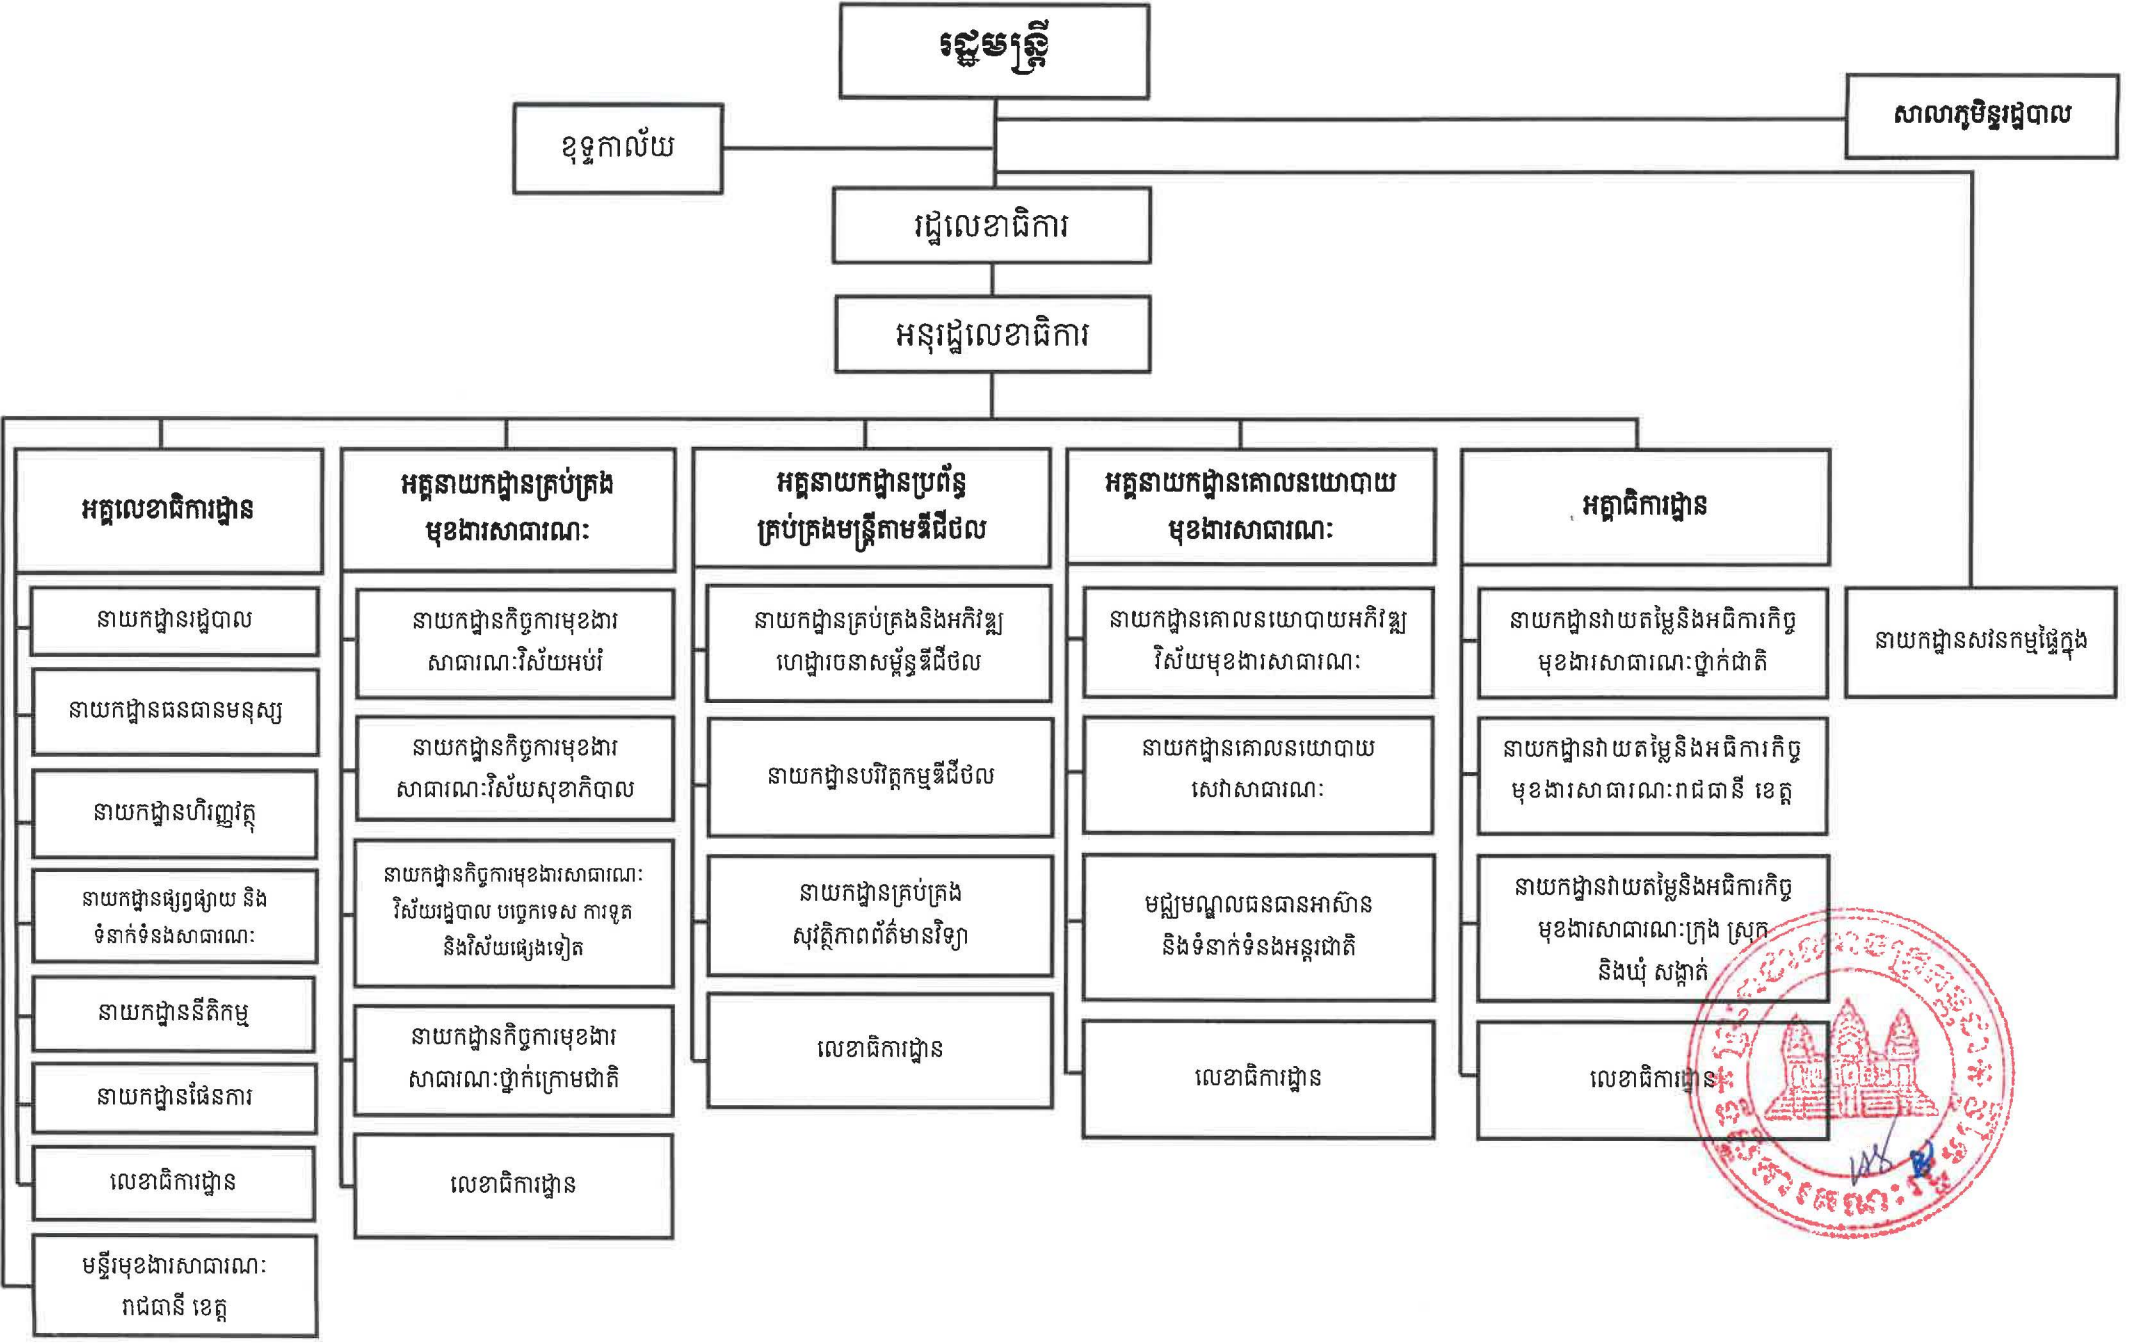 រដ្ឋមន្ត្រី
សាលាភូមិន្ទរដ្ឋបាល
ខុទ្ទកាល័យ
រដ្ឋលេខាធិការ
អនុរដ្ឋលេខាធិការ
អគ្គលេខាធិការដ្ឋាន
នាយកដ្ឋានរដ្ឋបាល
នាយកដ្ឋានធនធានមនុស្ស
នាយកដ្ឋានហិរញ្ញវត្ថុ
នាយកដ្ឋានផ្សព្វផ្សាយ និង
ទំនាក់ទំនងសាធារណៈ
នាយកដ្ឋាននីតិកម្ម
នាយកដ្ឋានផែនការ
លេខាធិការដ្ឋាន
មន្ទីរមុខងារសាធារណៈ
រាជធានី ខេត្ត
អគ្គនាយកដ្ឋានគ្រប់គ្រង
មុខងារសាធារណៈ
នាយកដ្ឋានកិច្ចការមុខងារ
សាធារណៈវិស័យអប់រំ
នាយកដ្ឋានកិច្ចការមុខងារ
សាធារណៈវិស័យសុខាភិបាល
នាយកដ្ឋានកិច្ចការមុខងារសាធារណៈ
វិស័យរដ្ឋបាល បច្ចេកទេស ការទូត
និងវិស័យផ្សេងទៀត
នាយកដ្ឋានកិច្ចការមុខងារ
សាធារណៈថ្នាក់ក្រោមជាតិ
លេខាធិការដ្ឋាន
អគ្គនាយកដ្ឋានប្រព័ន្ធ
គ្រប់គ្រងមន្ត្រីតាមឌីជីថល
នាយកដ្ឋានគ្រប់គ្រងនិងអភិវឌ្ឍ
ហេដ្ឋារចនាសម្ព័ន្ធឌីជីថល
នាយកដ្ឋានបរិវត្តកម្មឌីជីថល
នាយកដ្ឋានគ្រប់គ្រង
សុវត្ថិភាពព័ត៌មានវិទ្យា
លេខាធិការដ្ឋាន
អគ្គនាយកដ្ឋានគោលនយោបាយ
មុខងារសាធារណៈ
នាយកដ្ឋានគោលនយោបាយអភិវឌ្ឍ
វិស័យមុខងារសាធារណៈ
នាយកដ្ឋានគោលនយោបាយ
សេវាសាធារណៈ
មជ្ឈមណ្ឌលធនធានអាស៊ាន
និងទំនាក់ទំនងអន្តរជាតិ
លេខាធិការដ្ឋាន
អគ្គាធិការដ្ឋាន
នាយកដ្ឋានវាយតម្លៃនិងអធិការកិច្ច
មុខងារសាធារណៈថ្នាក់ជាតិ
នាយកដ្ឋានវាយតម្លៃនិងអធិការកិច្ច
មុខងារសាធារណៈរាជធានី ខេត្ត
នាយកដ្ឋានវាយតម្លៃនិងអធិការកិច្ច
មុខងារសាធារណៈក្រុង ស្រុក
និងឃុំ សង្កាត់
លេខាធិការដ្ឋាន
នាយកដ្ឋានសវនកម្មផ្ទៃក្នុង